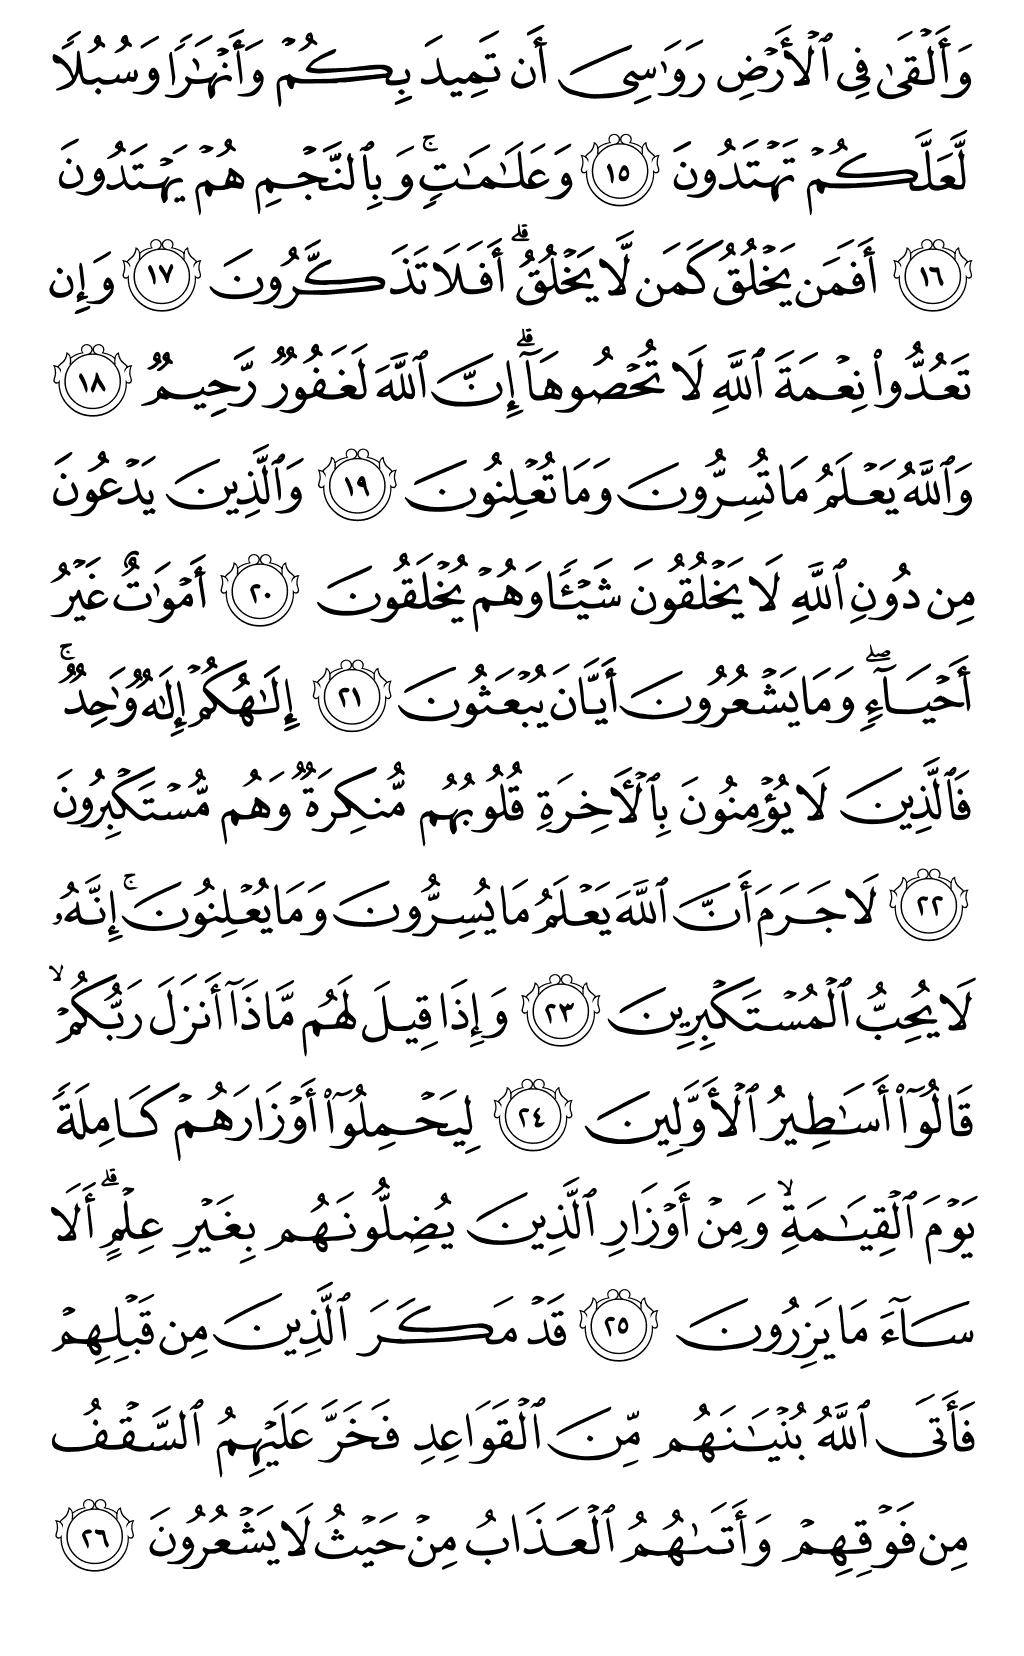 وَأَلۡقَىٰ فِي ٱلۡأَرۡضِ رَوَٰسِيَ أَن تَمِيدَ بِكُمۡ وَأَنۡهَٰرٗا وَسُبُلٗا
لَّعَلَّكُمۡ تَهۡتَدُونَ ١٥ وَعَلَٰمَٰتٖۚ وَبِٱلنَّجۡمِ هُمۡ يَهۡتَدُونَ
١٦ أَفَمَن يَخۡلُقُ كَمَن لَّا يَخۡلُقُۗ أَفَلَا تَذَكَّرُونَ ١٧ وَإِن
تَعُدُّواْ نِعۡمَةَ ٱللَّهِ لَا تُحۡصُوهَآۗ إِنَّ ٱللَّهَ لَغَفُورٞ رَّحِيمٞ ١٨
وَٱللَّهُ يَعۡلَمُ مَا تُسِرُّونَ وَمَا تُعۡلِنُونَ ١٩ وَٱلَّذِينَ يَدۡعُونَ
مِن دُونِ ٱللَّهِ لَا يَخۡلُقُونَ شَيۡـٔٗا وَهُمۡ يُخۡلَقُونَ ٢٠ أَمۡوَٰتٌ غَيۡرُ
أَحۡيَآءٖۖ وَمَا يَشۡعُرُونَ أَيَّانَ يُبۡعَثُونَ ٢١ إِلَٰهُكُمۡ إِلَٰهٞ وَٰحِدٞۚ
فَٱلَّذِينَ لَا يُؤۡمِنُونَ بِٱلۡأٓخِرَةِ قُلُوبُهُم مُّنكِرَةٞ وَهُم مُّسۡتَكۡبِرُونَ
٢٢ لَا جَرَمَ أَنَّ ٱللَّهَ يَعۡلَمُ مَا يُسِرُّونَ وَمَا يُعۡلِنُونَۚ إِنَّهُۥ
لَا يُحِبُّ ٱلۡمُسۡتَكۡبِرِينَ ٢٣ وَإِذَا قِيلَ لَهُم مَّاذَآ أَنزَلَ رَبُّكُمۡۙ
قَالُوٓاْ أَسَٰطِيرُ ٱلۡأَوَّلِينَ ٢٤ لِيَحۡمِلُوٓاْ أَوۡزَارَهُمۡ كَامِلَةٗ
يَوۡمَ ٱلۡقِيَٰمَةِۙ وَمِنۡ أَوۡزَارِ ٱلَّذِينَ يُضِلُّونَهُم بِغَيۡرِ عِلۡمٍۗ أَلَا
سَآءَ مَا يَزِرُونَ ٢٥ قَدۡ مَكَرَ ٱلَّذِينَ مِن قَبۡلِهِمۡ
فَأَتَى ٱللَّهُ بُنۡيَٰنَهُم مِّنَ ٱلۡقَوَاعِدِ فَخَرَّ عَلَيۡهِمُ ٱلسَّقۡفُ
مِن فَوۡقِهِمۡ وَأَتَىٰهُمُ ٱلۡعَذَابُ مِنۡ حَيۡثُ لَا يَشۡعُرُونَ ٢٦